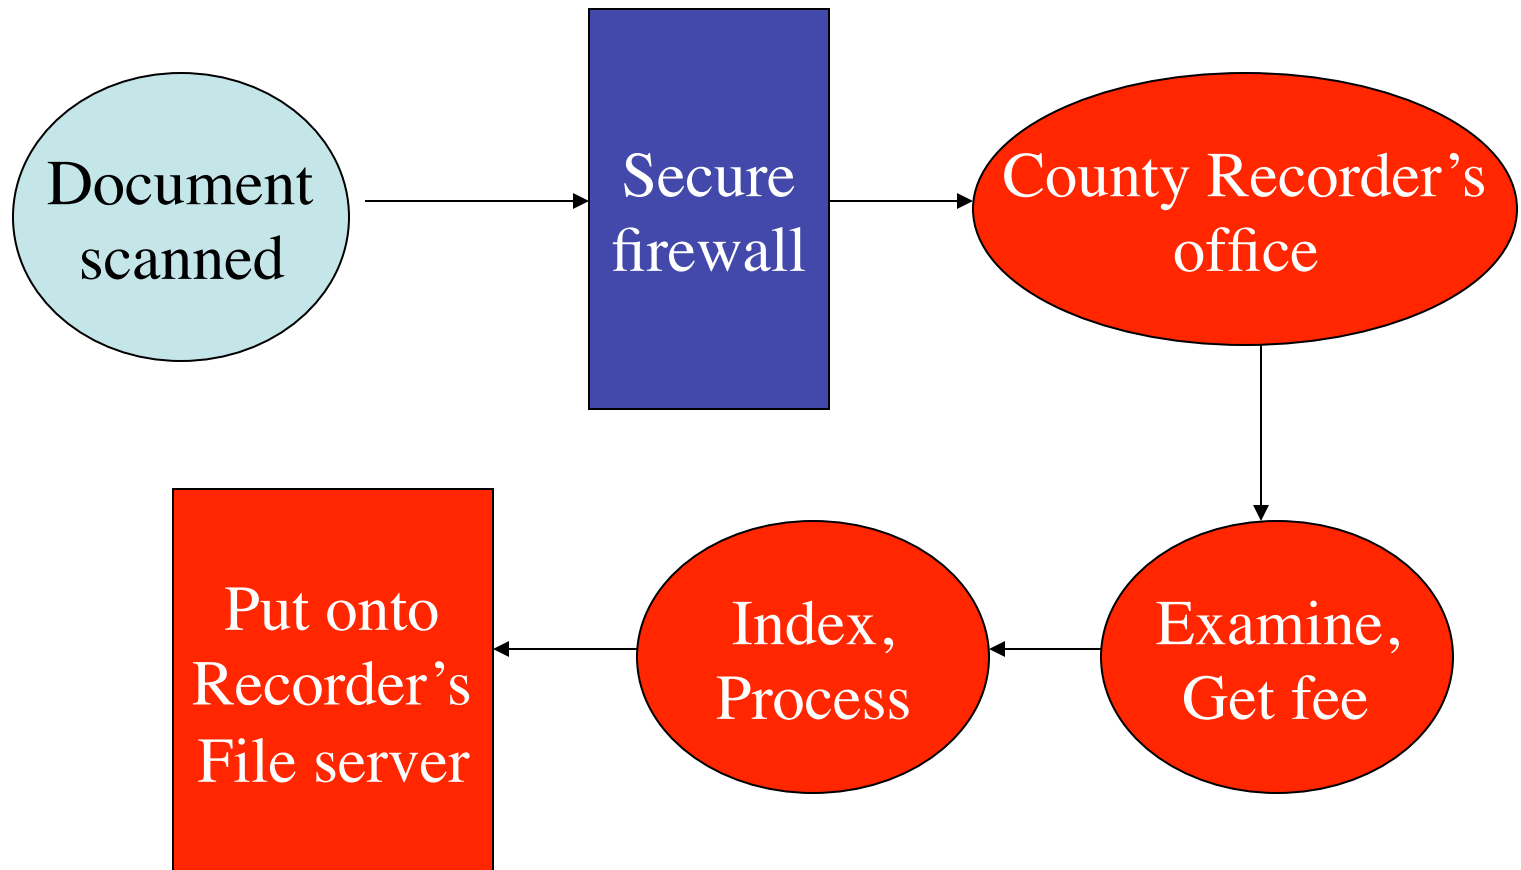 Document
scanned
Secure
firewall
County Recorder’s
office
Examine,
Get fee
Index,
Process
Put onto
Recorder’s
File server